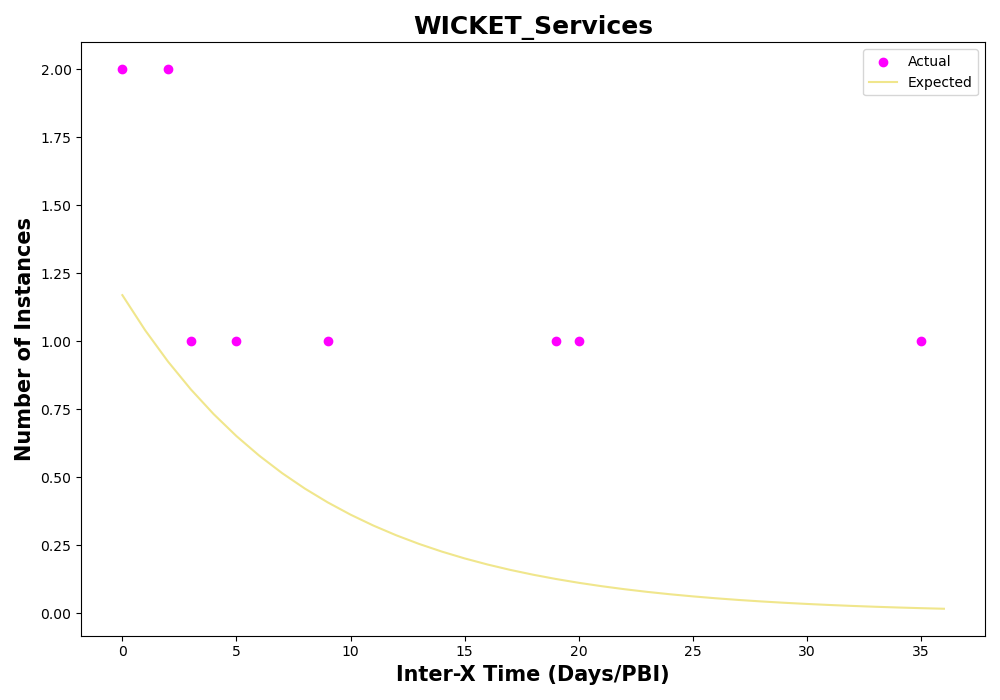 WICKET_Services
Actual
Expected
Number of Instances
2.00
1.75
1.50
1.25
1.00
0.75
0.50
0.25
0.00
0 5 10 15 20 25 30 35
Inter-X Time (Days/PBI)